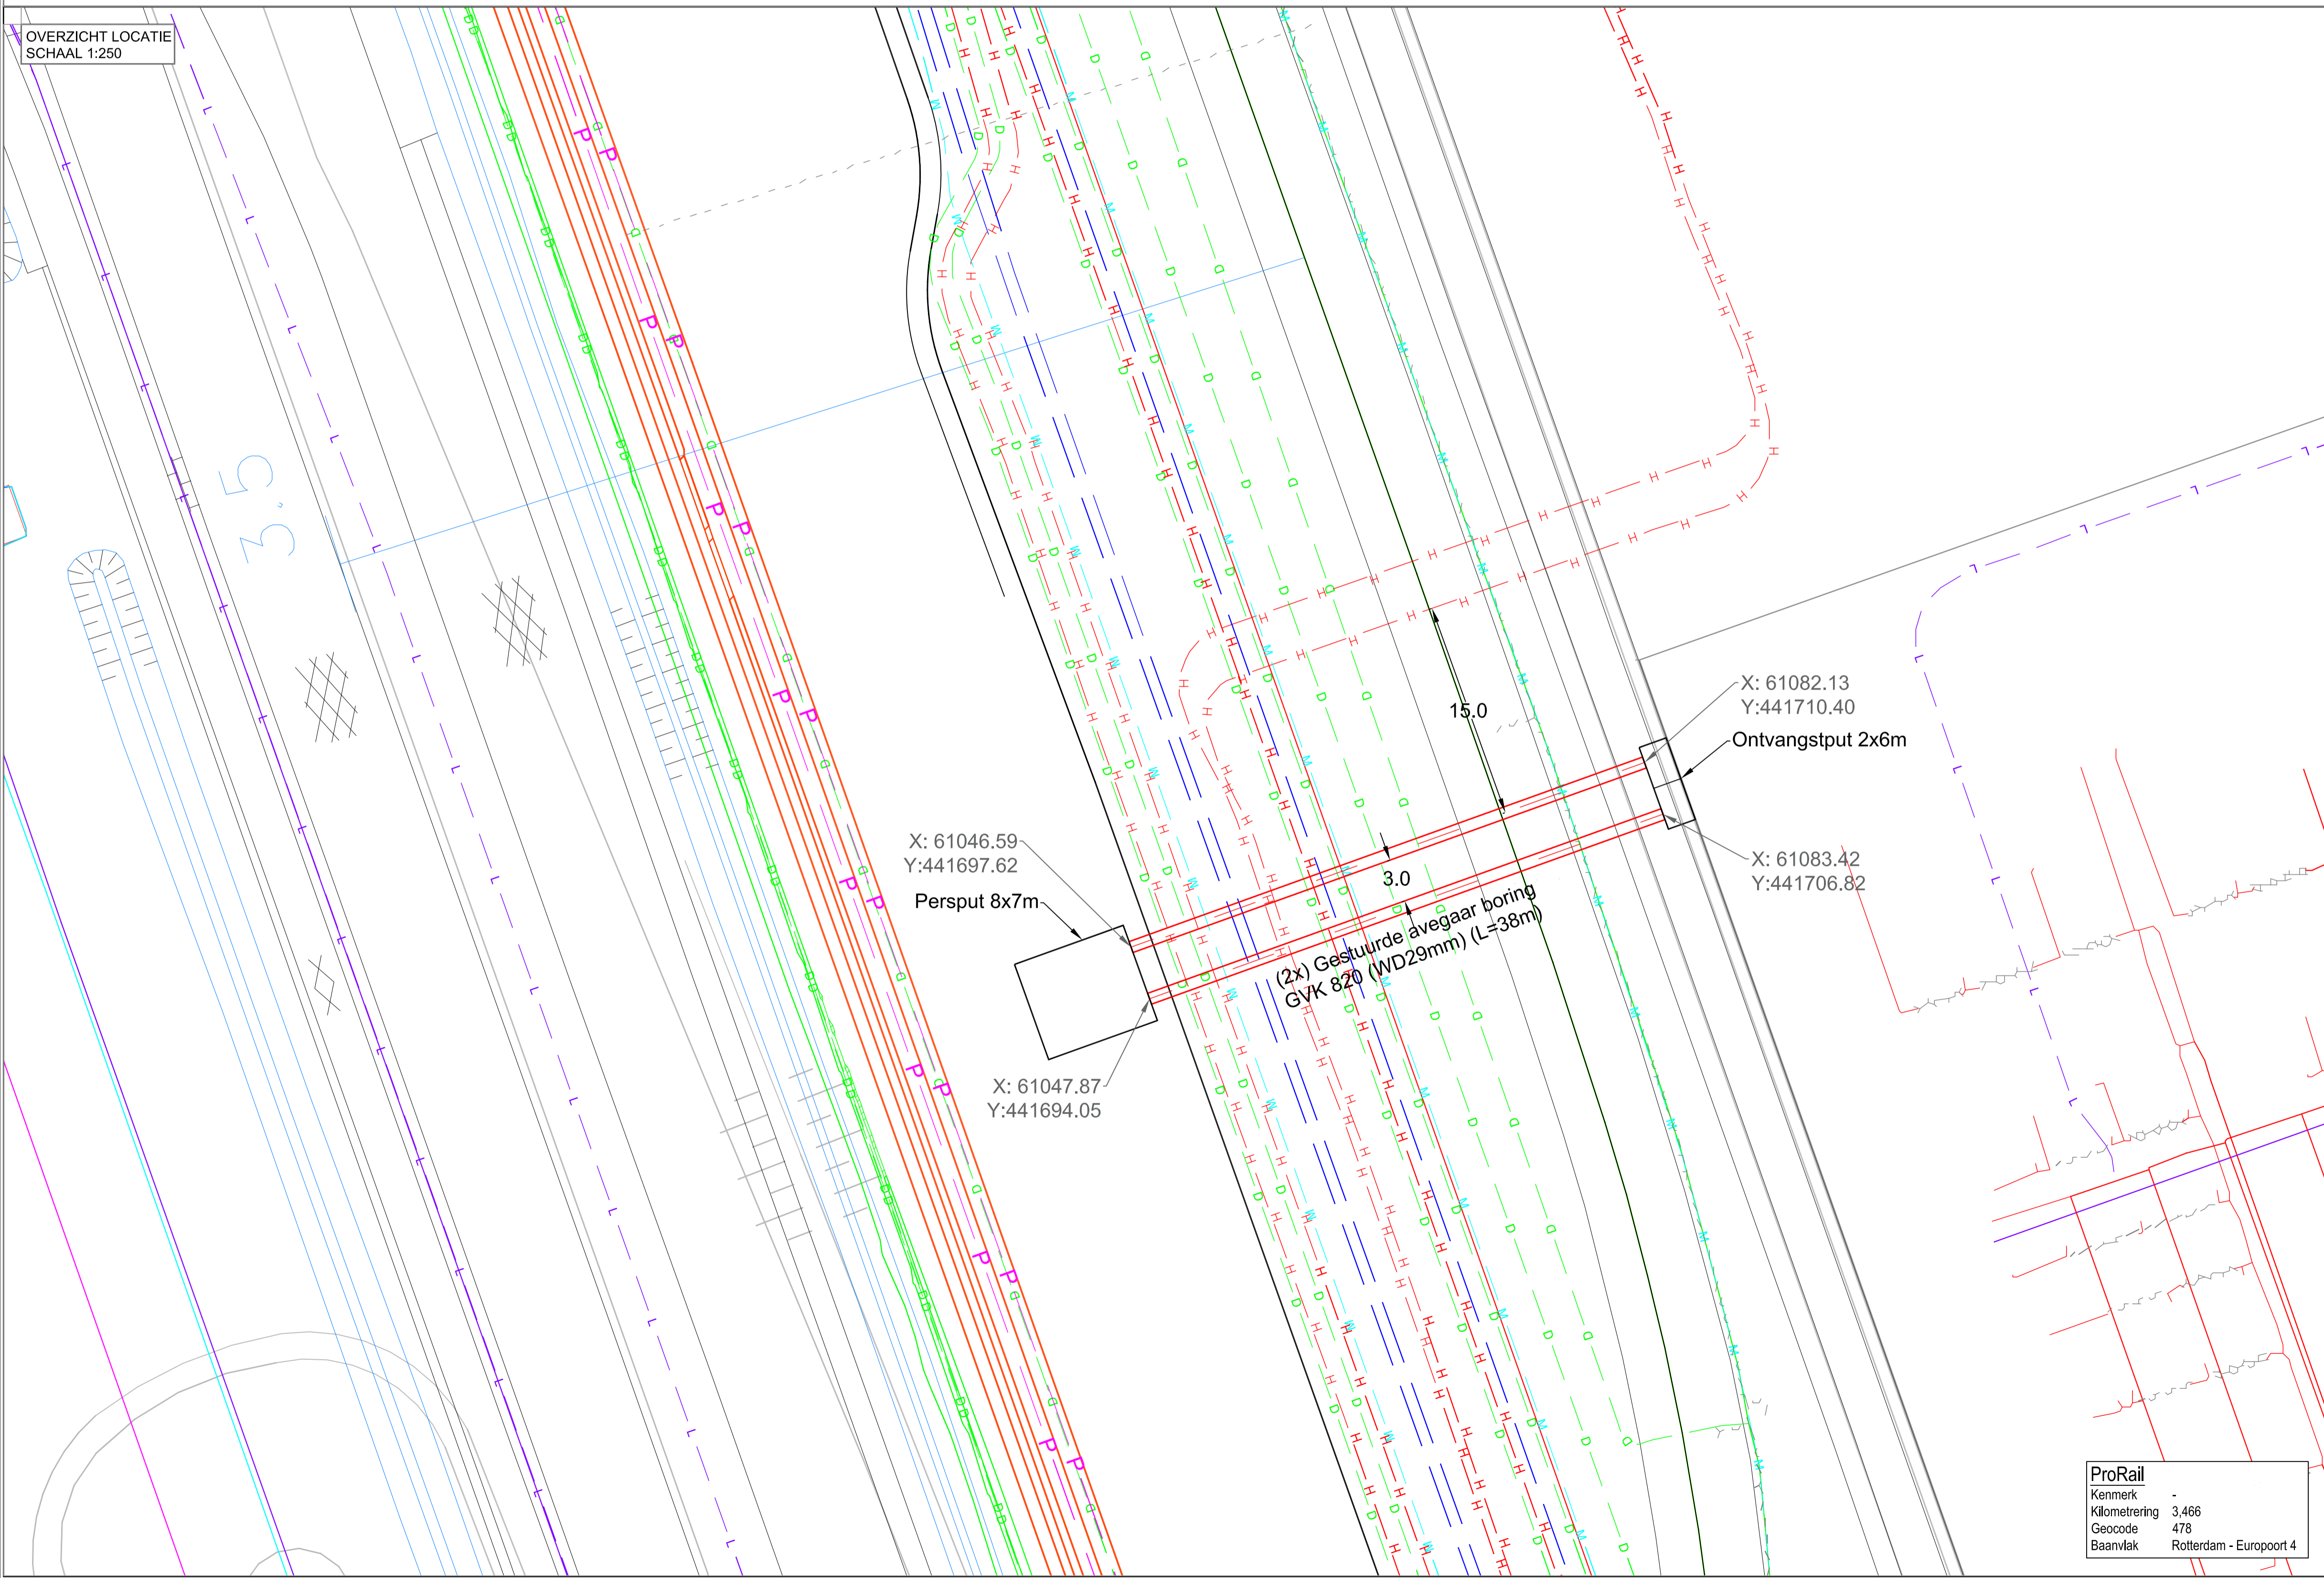 OVERZICHT LOCATIE
SCHAAL 1:250
3,5
15.0
X: 61082.13
Y:441710.40
Ontvangstput 2x6m
X: 61046.59
Y:441697.62
Persput 8x7m
3.0
X: 61083.42
Y:441706.82
(2x) Gestuurde avegaar boring
GVK 820 (WD29mm) (L=38m)
X: 61047.87
Y:441694.05
ProRail
Kenmerk -
Kilometrering 3,466
Geocode 478
Baanvlak Rotterdam - Europoort 4